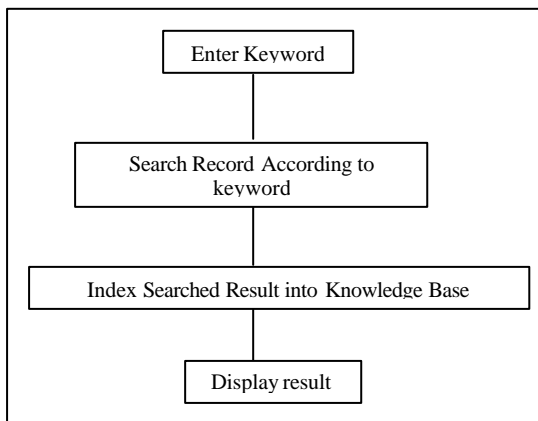 Enter Keyword
Search Record According to
keyword
Index Searched Result into Knowledge Base
Display result